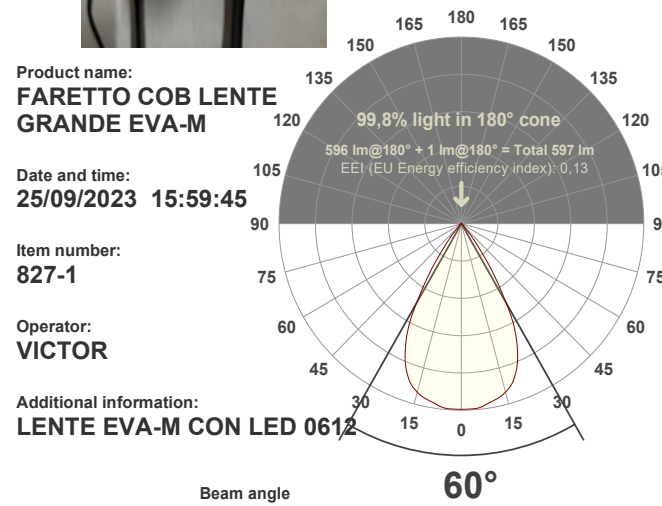 Product name:
FARETTO COB LENTE
GRANDE EVA-M
Date and time:
25/09/2023 15:59:45
Item number:
827-1
Operator:
VICTOR
Additional information:
LENTE EVA-M CON LED 0612
180
165
165
150
150
135
135
120
120
105
105
90
75
75
60
60
45
45
30
30
15
15
0
99,8% light in 180° cone
596 lm@180° + 1 lm@180° = Total 597 lm
EEI (EU Energy efficiency index): 0,13
Beam angle
60°